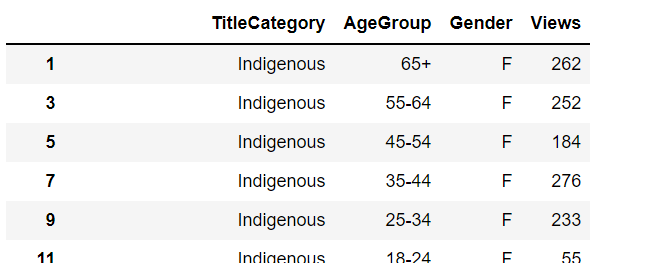 TitleCategory AgeGroup Gender Views
1 Indigenous 65+ F 262
3 Indigenous 55-64 F 252
5 Indigenous 45-54 F 184
7 Indigenous 35-44 F 276
9 Indigenous 25-34 F 233
11 Indigenous 18-24 F 55